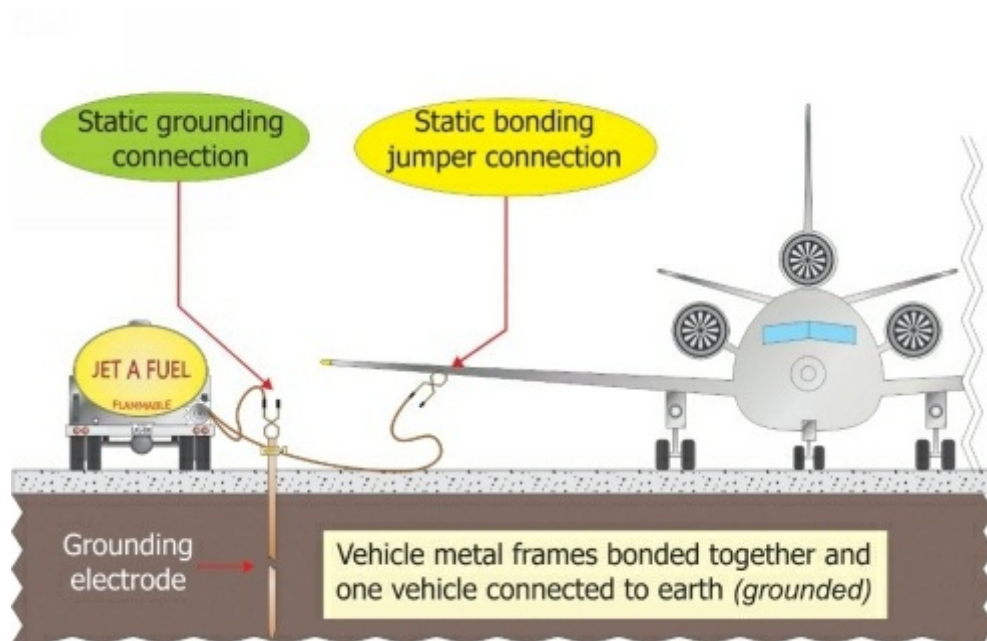 Static grounding
connection
Static bonding
jumper connection
JET A FUEL
FLAMMABLE
Grounding
electrode
Vehicle metal frames bonded together and
one vehicle connected to earth (grounded)